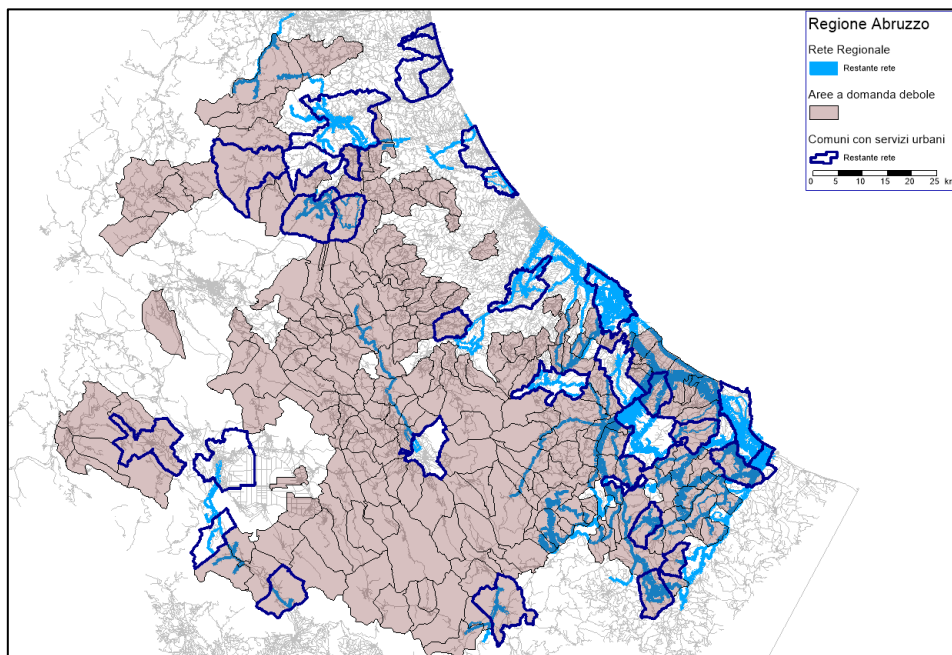 Regione Abruzzo
Rete Regionale
Restante rete
Aree a domanda debole
Comuni con servizi urbani
Restante rete
0 5 10 15 20 25 km